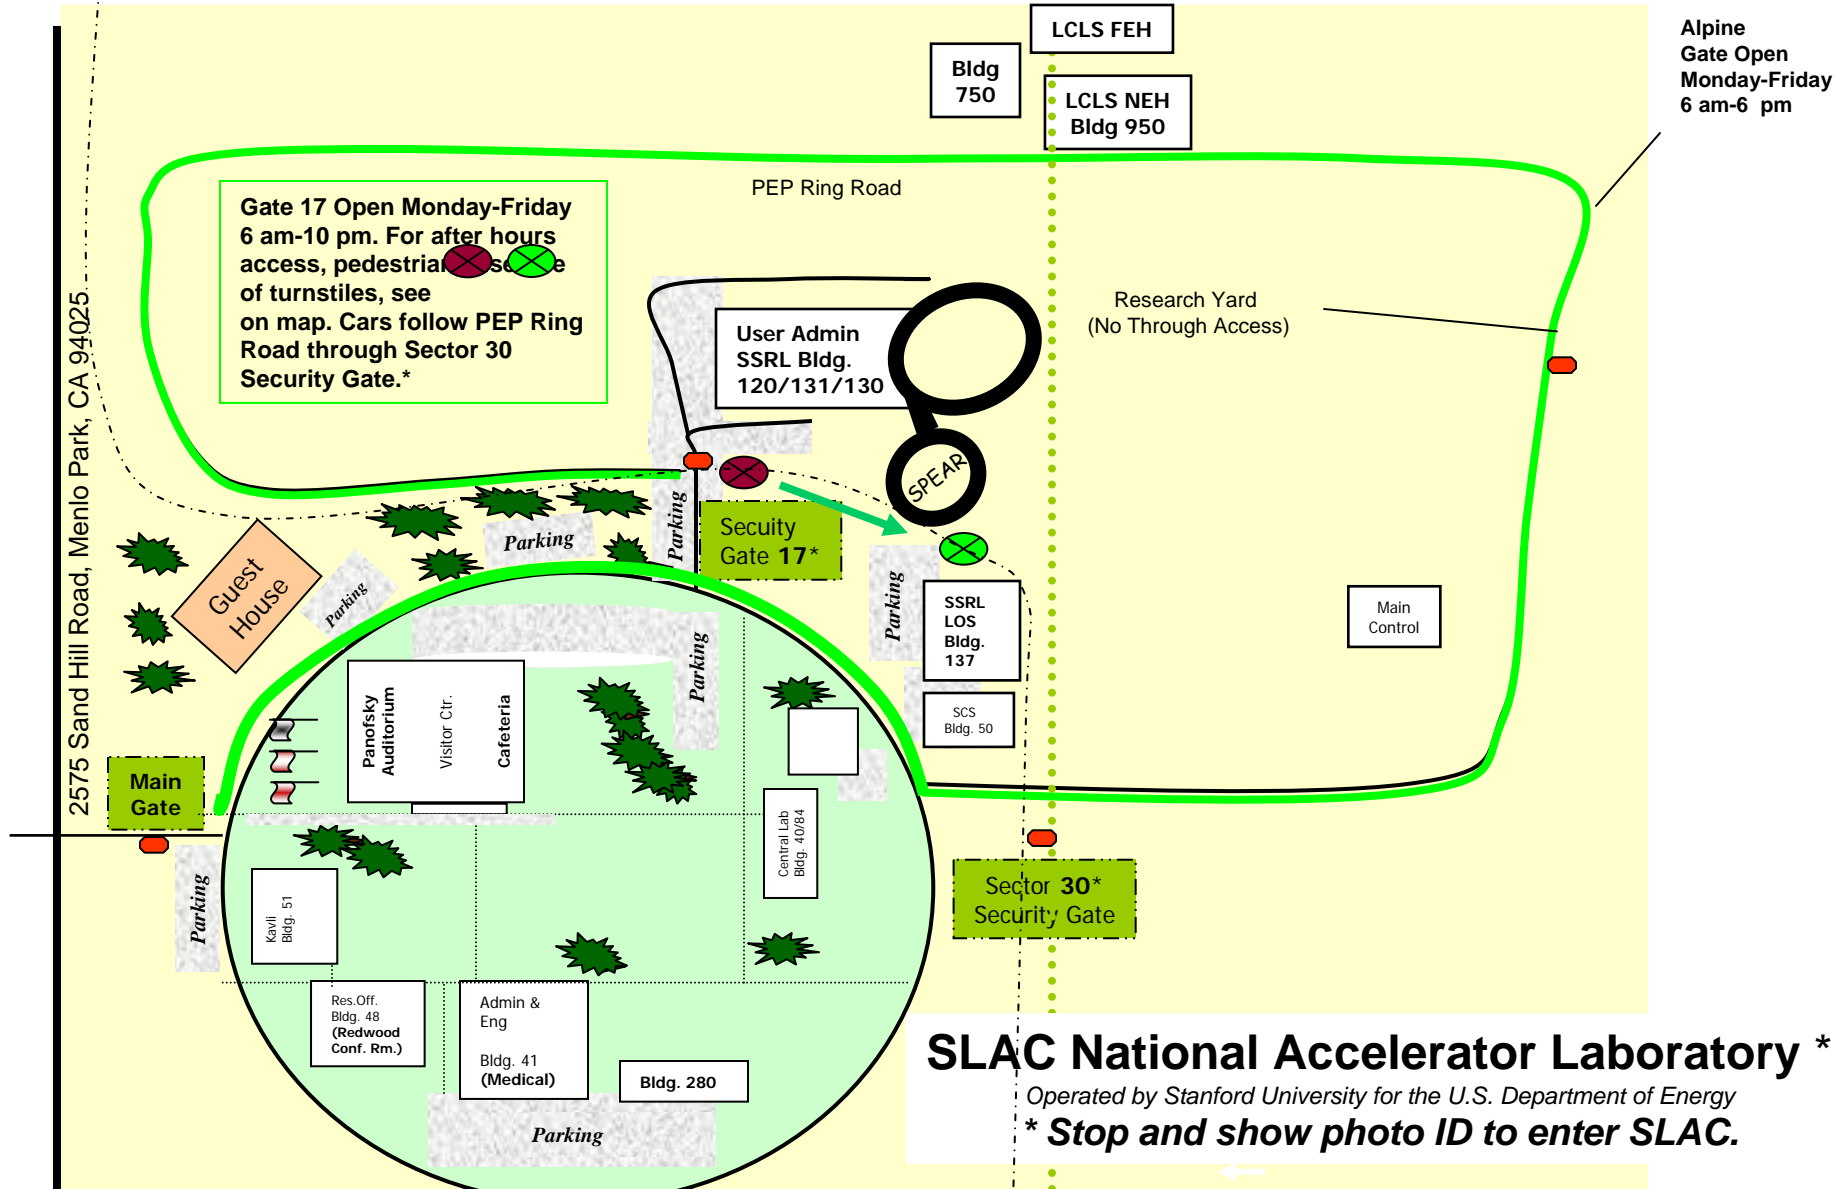 LCLS FEH
Bldg
750
LCLS NEH
Bldg 950
Alpine
Gate Open
Monday-Friday
6 am-6 pm
PEP Ring Road
Gate 17 Open Monday-Friday
6 am-10 pm. For after hours
access, pedestria
of turnstiles, see
on map. Cars follow PEP Ring
Road through Sector 30
Security Gate.*
2575 Sand Hill Road, Menlo Park, CA 94025
User Admin
SSRL Bldg.
120/131/130
SPEAR
Research Yard
(No Through Access)
Secuity
Gate 17*
Parking
Parking
Parking
Guest
House
Parking
SSRL
LOS
Bldg.
137
SCS
Bldg. 50
Main
Control
Parking
Panofsky
Auditorium
Visitor Ctr.
Cafeteria
Main
Gate
Central Lab
Bldg. 40/84
Parking
Kavli
Bldg. 51
Sector 30*
Security Gate
Res.Off.
Bldg. 48
(Redwood
Conf. Rm.)
Admin &
Eng
Bldg. 41
(Medical)
Bldg. 280
Parking
SLAC National Accelerator Laboratory *
Operated by Stanford University for the U.S. Department of Energy
* Stop and show photo ID to enter SLAC.